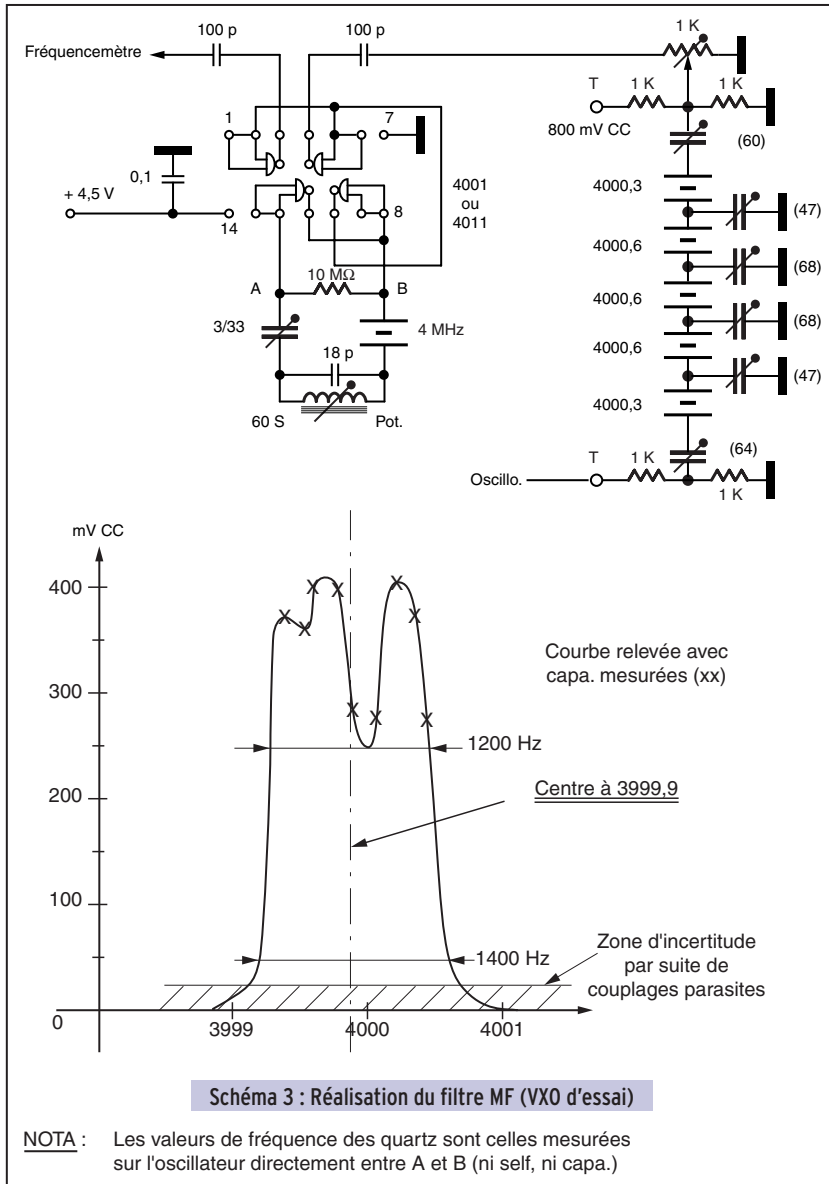 100 p
100 p
1 K
Fréquencemètre
T
1 K
1 K
1
7
800 mV CC
(60)
0,1
4001
ou
4011
4000,3
+ 4,5 V
14
8
(47)
4000,6
A
10 MΩ
B
(68)
4000,6
3/33
4 MHz
(68)
4000,6
18 p
(47)
4000,3
60 S
Pot.
(64)
T
1 K
Oscillo.
1 K
mV CC
400
Courbe relevée avec
capa. mesurées (xx)
300
1200 Hz
Centre à 3999,9
200
100
Zone d'incertitude
par suite de
couplages parasites
1400 Hz
0
3999
4000
4001
Schéma 3 : Réalisation du filtre MF (VXO d'essai)
NOTA : Les valeurs de fréquence des quartz sont celles mesurées
sur l'oscillateur directement entre A et B (ni self, ni capa.)